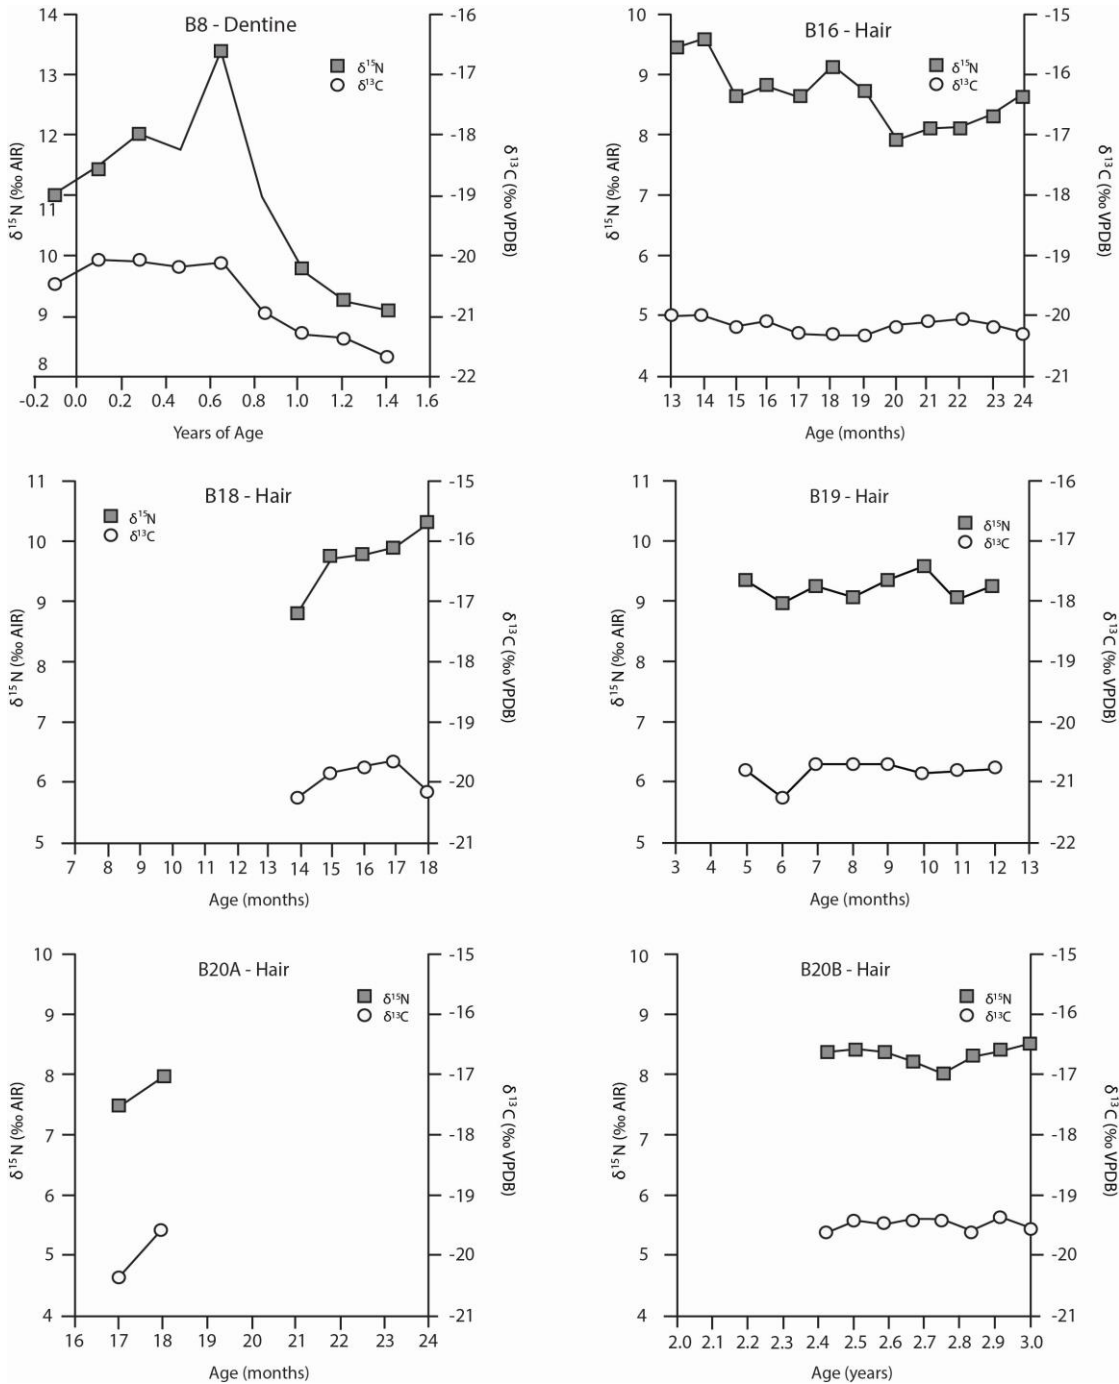 B8 - Dentine
δ¹⁵N
δ¹³C
14
13
12
11
10
9
8
δ¹⁵N (‰ AIR)
-16
-17
-18
-19
-20
-21
-22
δ¹³C (‰ VPDB)
-0.2 0.0 0.2 0.4 0.6 0.8 1.0 1.2 1.4 1.6
Years of Age
B16 - Hair
δ¹⁵N
δ¹³C
10
9
8
7
6
5
4
δ¹⁵N (‰ AIR)
-15
-16
-17
-18
-19
-20
-21
δ¹³C (‰ VPDB)
13 14 15 16 17 18 19 20 21 22 23 24
Age (months)
B18 - Hair
δ¹⁵N
δ¹³C
11
10
9
8
7
6
5
δ¹⁵N (‰ AIR)
-15
-16
-17
-18
-19
-20
-21
δ¹³C (‰ VPDB)
7 8 9 10 11 12 13 14 15 16 17 18
Age (months)
B19 - Hair
δ¹⁵N
δ¹³C
11
10
9
8
7
6
5
δ¹⁵N (‰ AIR)
-16
-17
-18
-19
-20
-21
-22
δ¹³C (‰ VPDB)
3 4 5 6 7 8 9 10 11 12 13
Age (months)
B20A - Hair
δ¹⁵N
δ¹³C
10
9
8
7
6
5
4
δ¹⁵N (‰ AIR)
-15
-16
-17
-18
-19
-20
-21
δ¹³C (‰ VPDB)
16 17 18 19 20 21 22 23 24
Age (months)
B20B - Hair
δ¹⁵N
δ¹³C
10
9
8
7
6
5
4
δ¹⁵N (‰ AIR)
-15
-16
-17
-18
-19
-20
-21
δ¹³C (‰ VPDB)
2.0 2.1 2.2 2.3 2.4 2.5 2.6 2.7 2.8 2.9 3.0
Age (years)